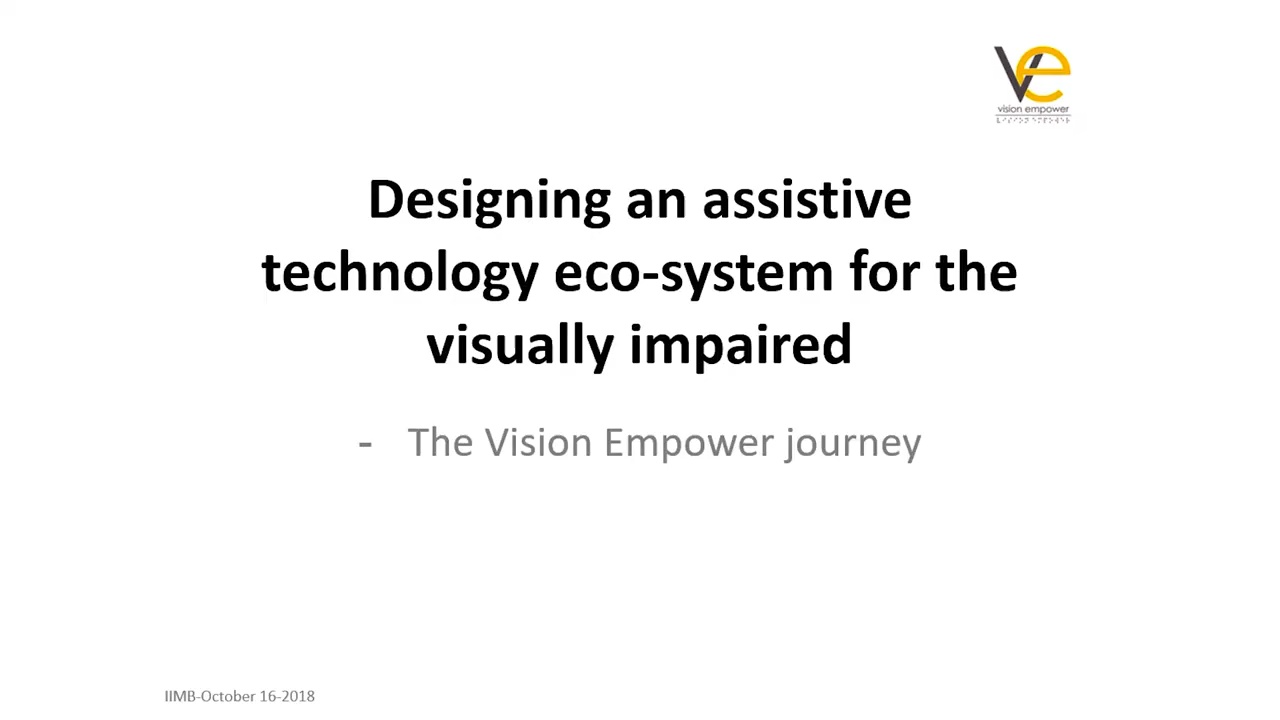 ve
vision empower
Designing an assistive
technology eco-system for the
visually impaired
- The Vision Empower journey
IIMB-October 16-2018